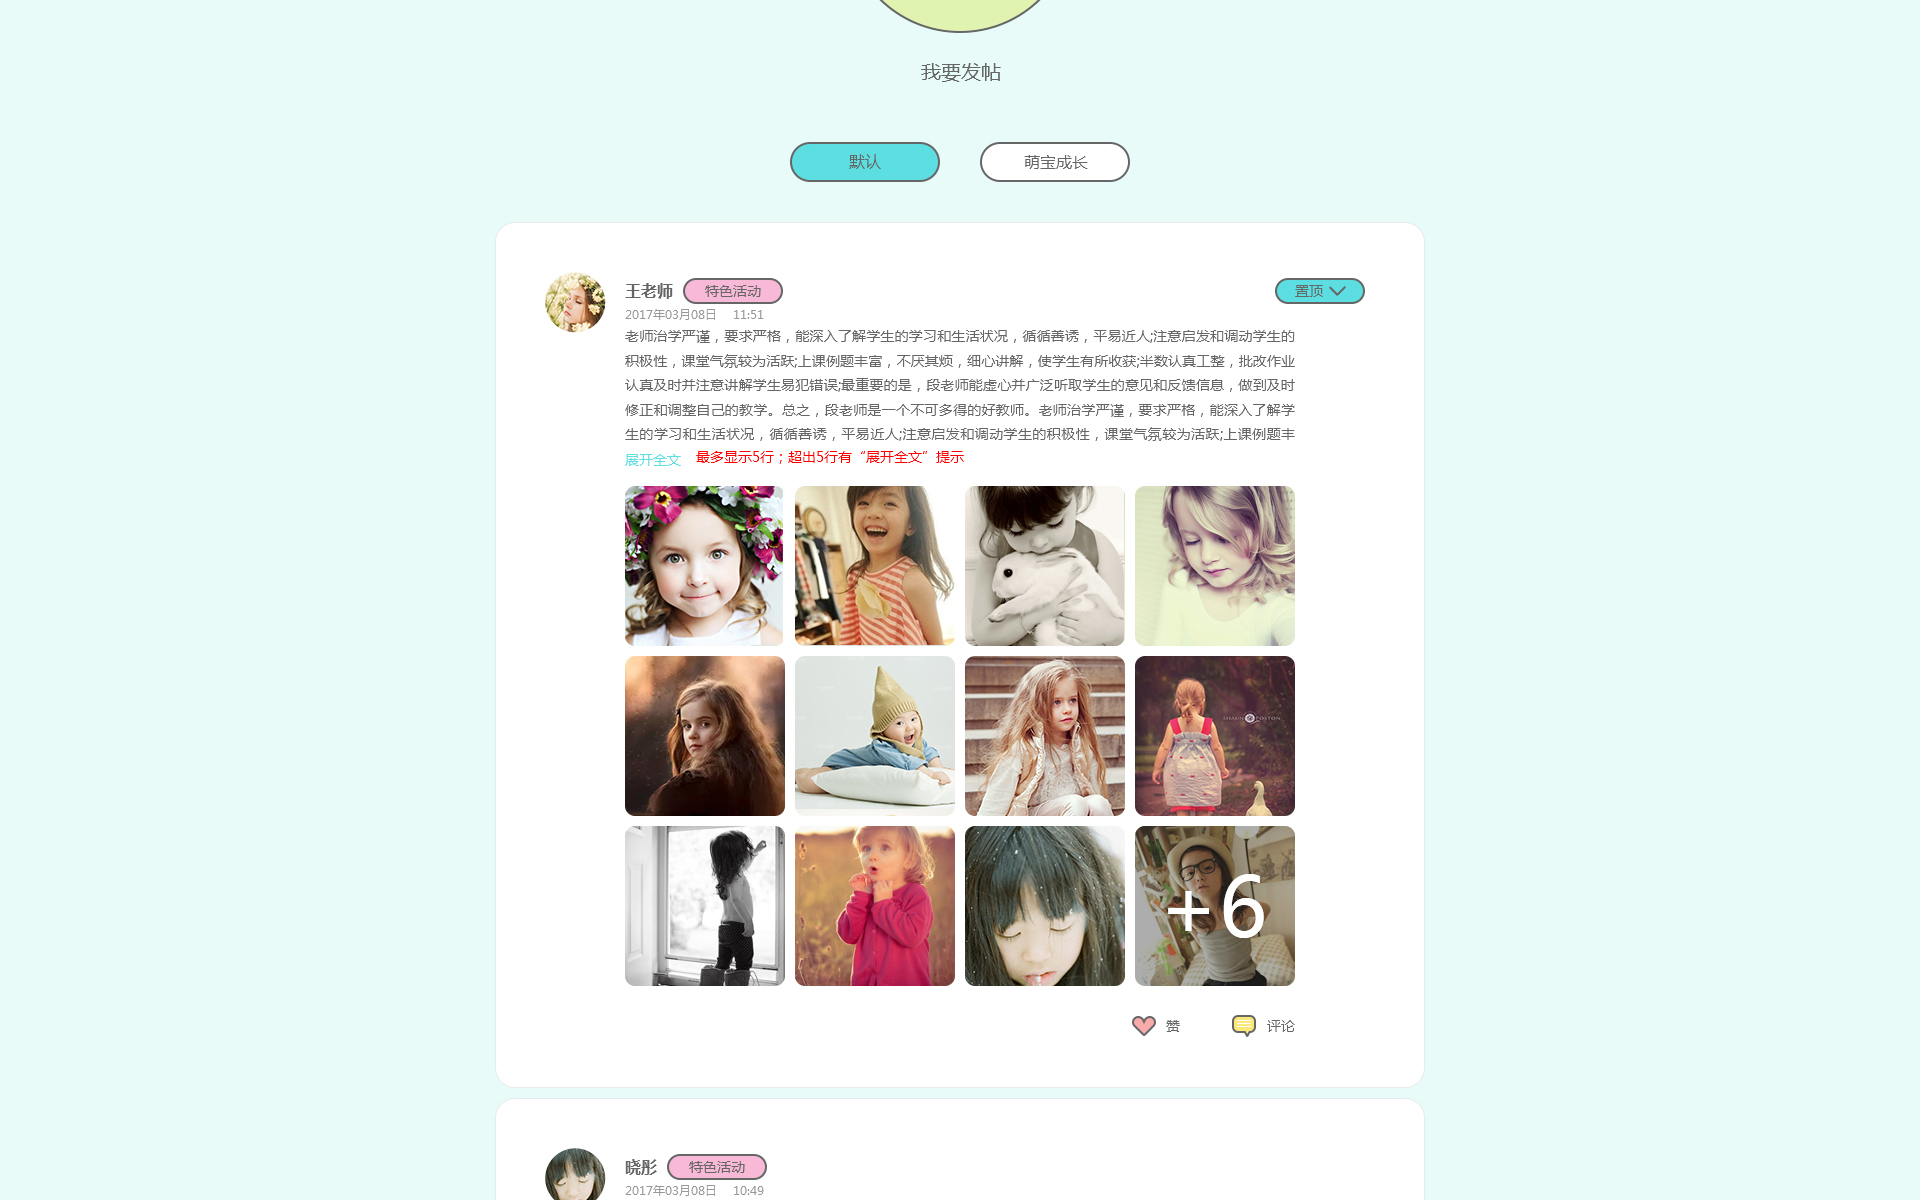 我要发帖
默认
萌宝成长
王老师 特色活动
置顶
2017年03月08日 11:51
老师治学严谨，要求严格，能深入了解学生的学习和生活状况，循循善诱，平易近人;注意启发和调动学生的
积极性，课堂气氛较为活跃;上课例题丰富，不厌其烦，细心讲解，使学生有所收获;半数认真工整，批改作业
认真及时并注意讲解学生易犯错误;最重要的是，段老师能虚心并广泛听取学生的意见和反馈信息，做到及时
修正和调整自己的教学。总之，段老师是一个不可多得的好教师。老师治学严谨，要求严格，能深入了解学
生的学习和生活状况，循循善诱，平易近人;注意启发和调动学生的积极性，课堂气氛较为活跃;上课例题丰
展开全文 最多显示5行；超出5行有“展开全文”提示
+6
赞
评论
晓彤 特色活动
2017年03月08日 10:49